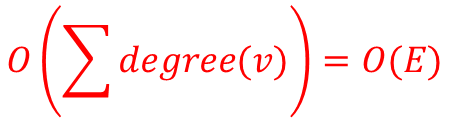 O(∑ degree(v)) = O(E)